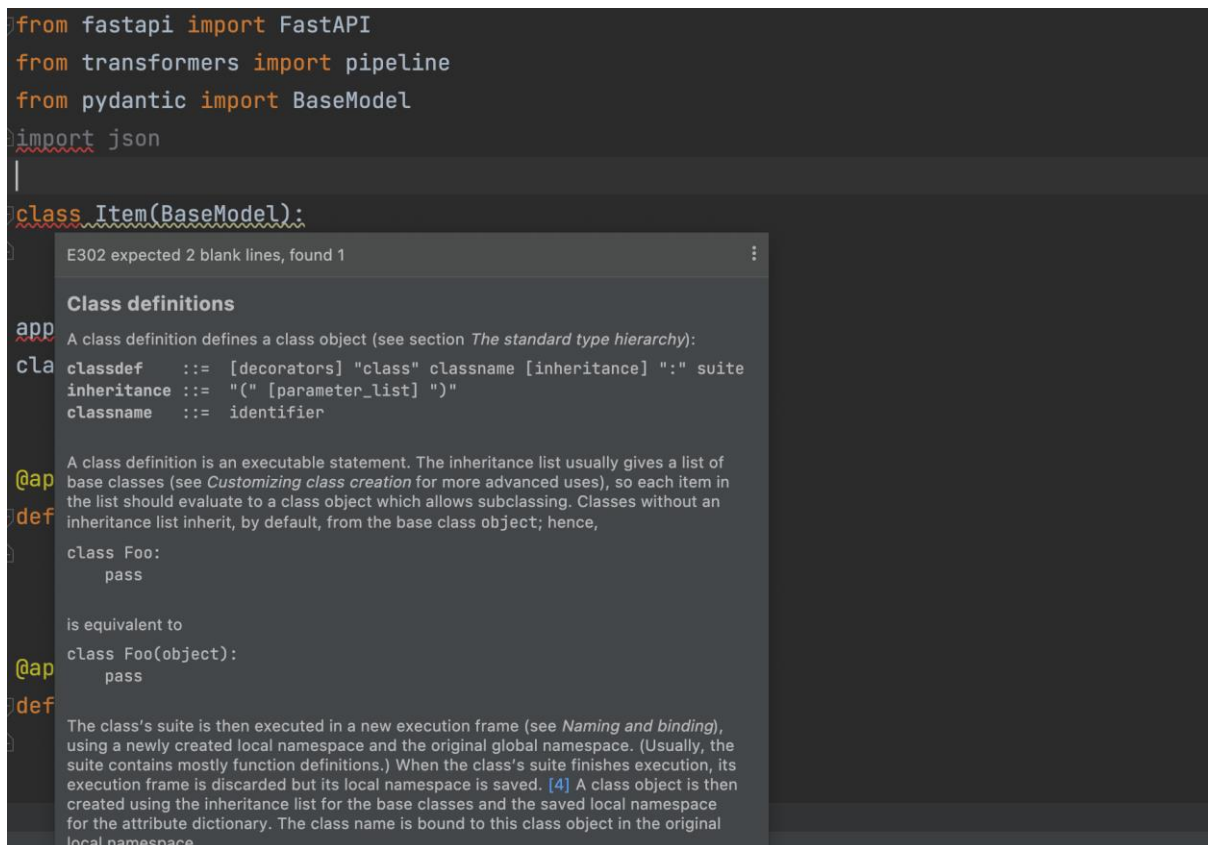 from fastapi import FastAPI
from transformers import pipeline
from pydantic import BaseModel
import json
class Item(BaseModel):
E302 expected 2 blank lines, found 1
Class definitions
app
A class definition defines a class object (see section The standard type hierarchy):
cla
classdef ::= [decorators] "class" classname [inheritance] ":" suite
inheritance ::= "(" [parameter_list] ")"
classname ::= identifier
A class definition is an executable statement. The inheritance list usually gives a list of
@ap
base classes (see Customizing class creation for more advanced uses), so each item in
the list should evaluate to a class object which allows subclassing. Classes without an
def
inheritance list inherit, by default, from the base class object; hence,
class Foo:
pass
is equivalent to
class Foo(object):
@ap
pass
def
The class's suite is then executed in a new execution frame (see Naming and binding),
using a newly created local namespace and the original global namespace. (Usually, the
suite contains mostly function definitions.) When the class's suite finishes execution, its
execution frame is discarded but its local namespace is saved. [4] A class object is then
created using the inheritance list for the base classes and the saved local namespace
for the attribute dictionary. The class name is bound to this class object in the original
local namespace.